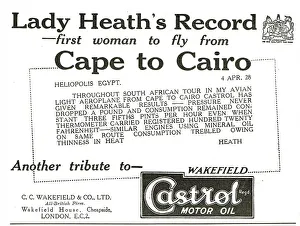 Lady Heath's Record
—first woman to fly from
Cape to Cairo
HELIOPOLIS EGYPT. 4 APR. 28
THROUGHOUT SOUTH AFRICAN TOUR IN MY AVIAN
LIGHT AEROPLANE FROM CAPE TO CAIRO CASTROL HAS
GIVEN REMARKABLE RESULTS — PRESSURE NEVER
DROPPED A POUND AND CONSUMPTION REMAINED CON-
STANT THREE FIFTHS PINTS PER HOUR EVEN WHEN
THERMOMETER CARRIED REGISTERED HUNDRED TWENTY
FAHRENHEIT—SIMILAR ENGINES USING MINERAL OIL
ON SAME ROUTE CONSUMPTION TREBLED OWING
THINNESS IN HEAT HEATH
Another tribute to—
WAKEFIELD
Castrol
MOTOR OIL
C. C. WAKEFIELD & CO., LTD.
All-British Firm.
Wakefield House, Cheapside,
LONDON, E.C.2